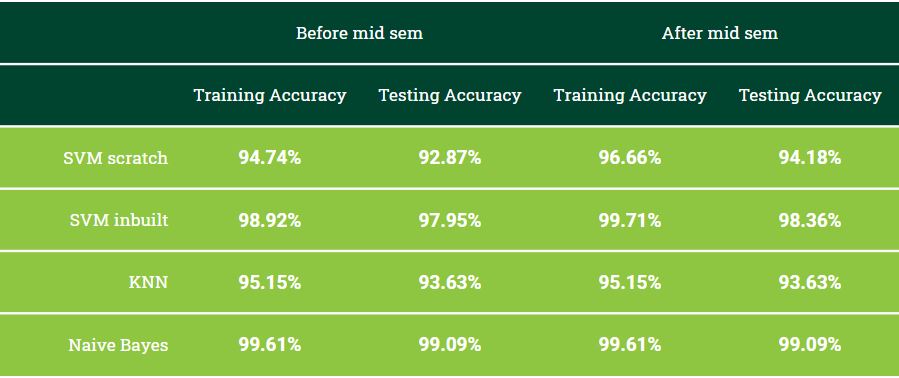 Before mid sem After mid sem
Training Accuracy Testing Accuracy Training Accuracy Testing Accuracy
SVM scratch 94.74% 92.87% 96.66% 94.18%
SVM inbuilt 98.92% 97.95% 99.71% 98.36%
KNN 95.15% 93.63% 95.15% 93.63%
Naive Bayes 99.61% 99.09% 99.61% 99.09%